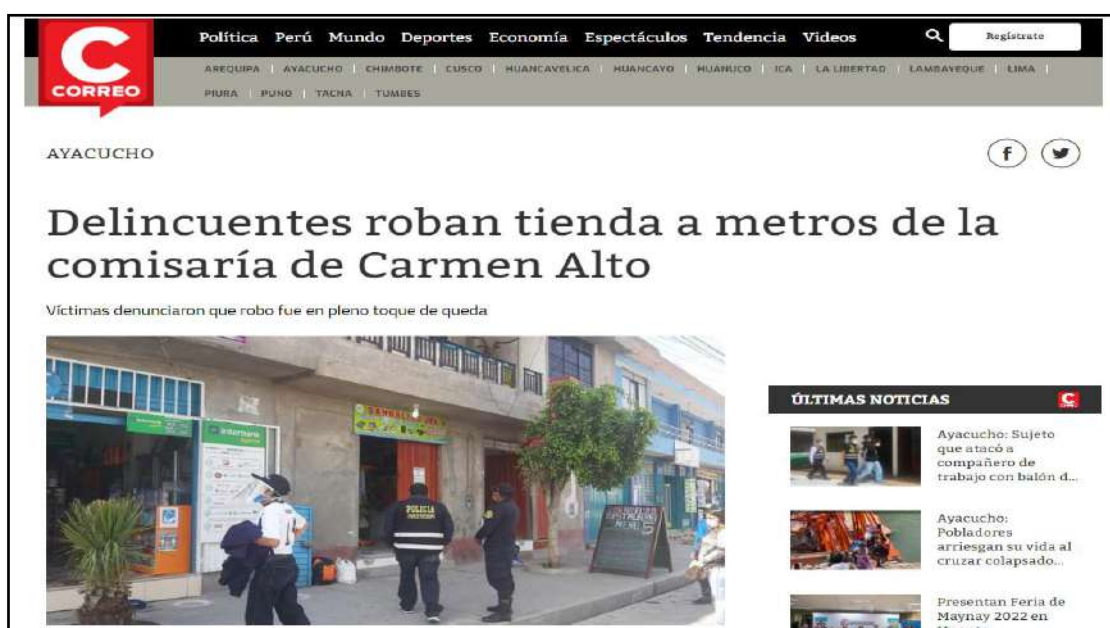 CORREO
Política Perú Mundo Deportes Economía Espectáculos Tendencia Videos
Regístrate
AREQUIPA | AYACUCHO | CHIMBOTE | CUSCO | HUANCAVELICA | HUANCAYO | HUANUCO | ICA | LA LIBERTAD | LAMBAYEQUE | LIMA |
PIURA | PUNO | TACNA | TUMBES
AYACUCHO
Delincuentes roban tienda a metros de la
comisaría de Carmen Alto
Víctimas denunciaron que robo fue en pleno toque de queda
POLICIA
ÚLTIMAS NOTICIAS
Ayacucho: Sujeto
que atacó a
compañero de
trabajo con balón d...
Ayacucho:
Pobladores
arriesgan su vida al
cruzar colapsado...
Presentan Feria de
Maynay 2022 en